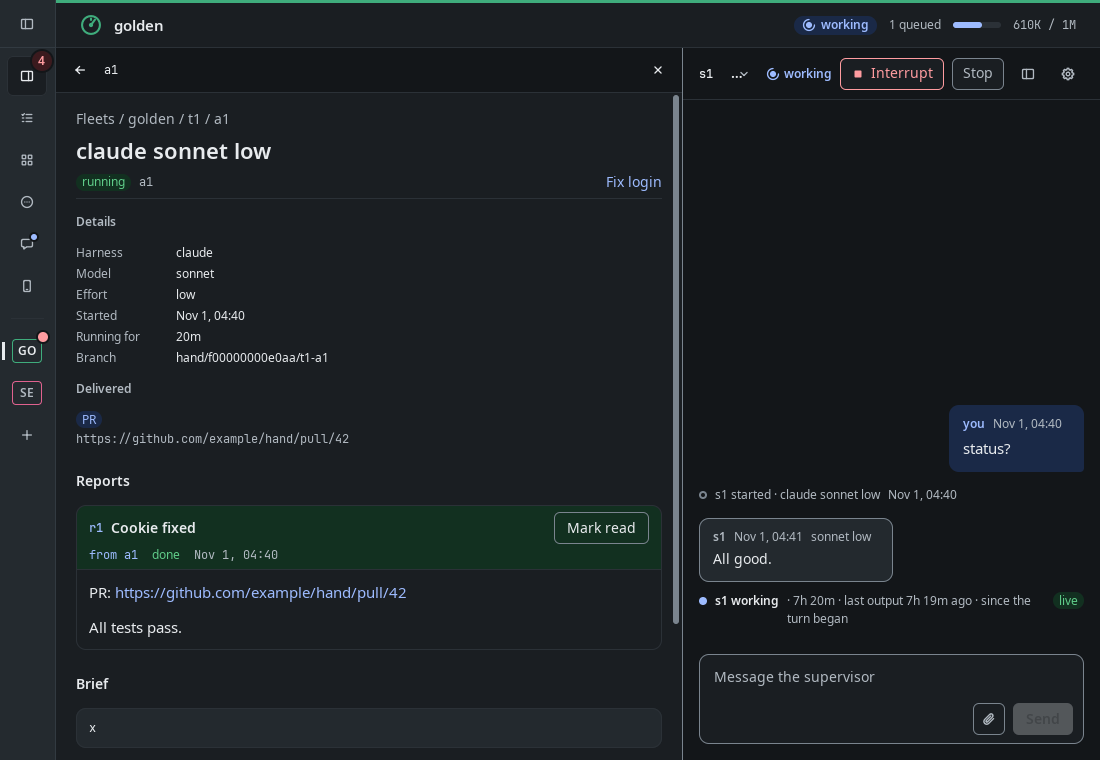 golden
working
1 queued
610K / 1M
4
a1
s1
...
working
Interrupt
Stop
Fleets / golden / t1 / a1
claude sonnet low
running a1
Fix login
Details
Harness claude
Model sonnet
Effort low
Started Nov 1, 04:40
Running for 20m
Branch hand/f00000000e0aa/t1-a1
Delivered
PR
https://github.com/example/hand/pull/42
Reports
r1 Cookie fixed
Mark read
from a1 done Nov 1, 04:40
PR: https://github.com/example/hand/pull/42
All tests pass.
Brief
x
GO
SE
you Nov 1, 04:40
status?
s1 started · claude sonnet low Nov 1, 04:40
s1 Nov 1, 04:41 sonnet low
All good.
s1 working · 7h 20m · last output 7h 19m ago · since the
turn began
live
Message the supervisor
Send